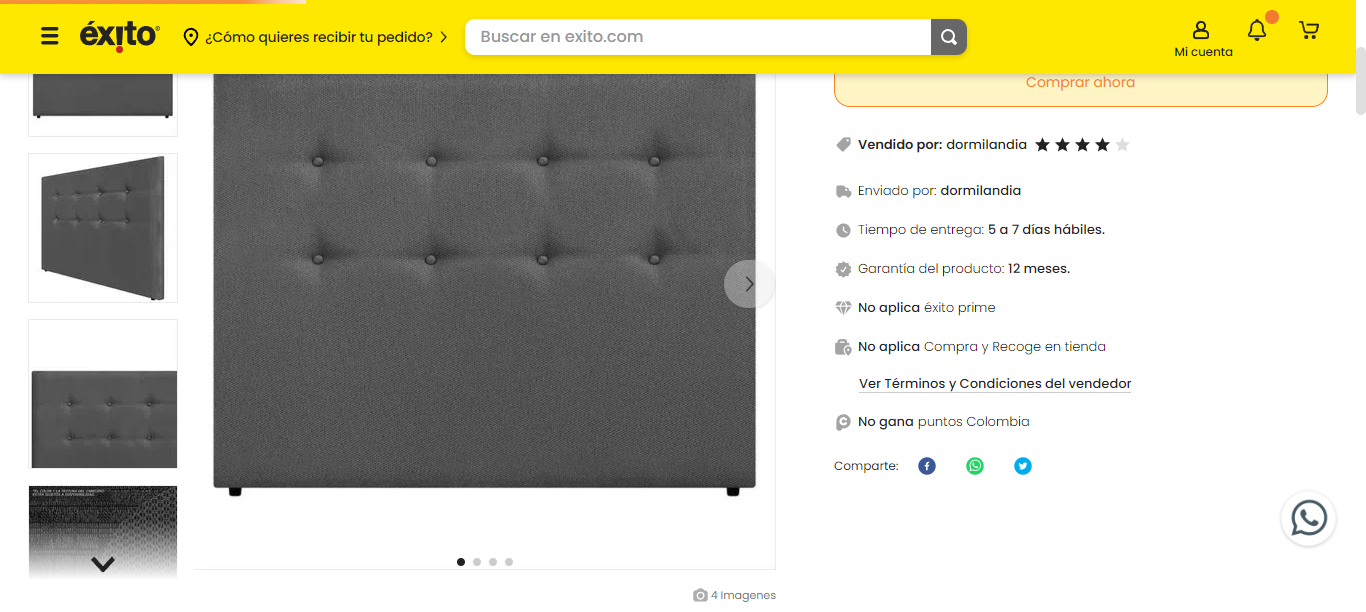 éxito
¿Cómo quieres recibir tu pedido?
Buscar en exito.com
Mi cuenta
Comprar ahora
Vendido por: dormilandia
Enviado por: dormilandia
Tiempo de entrega: 5 a 7 días hábiles.
Garantía del producto: 12 meses.
No aplica éxito prime
No aplica Compra y Recoge en tienda
Ver Términos y Condiciones del vendedor
No gana puntos Colombia
Comparte:
4 Imagenes